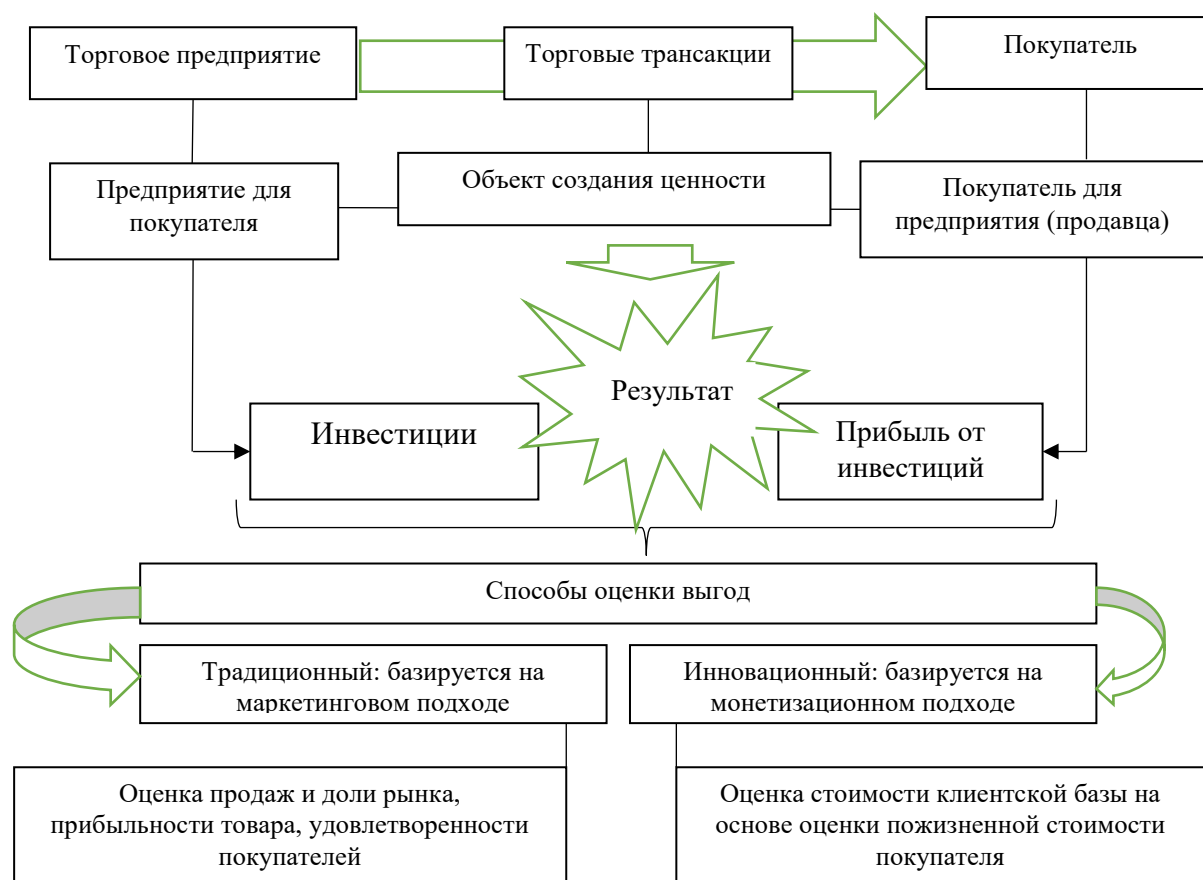 Торговое предприятие
Торговые трансакции
Покупатель
Предприятие для
покупателя
Объект создания ценности
Покупатель для
предприятия (продавца)
Результат
Инвестиции
Прибыль от
инвестиций
Способы оценки выгод
Традиционный: базируется на
маркетинговом подходе
Инновационный: базируется на
монетизационном подходе
Оценка продаж и доли рынка,
прибыльности товара, удовлетворенности
покупателей
Оценка стоимости клиентской базы на
основе оценки пожизненной стоимости
покупателя